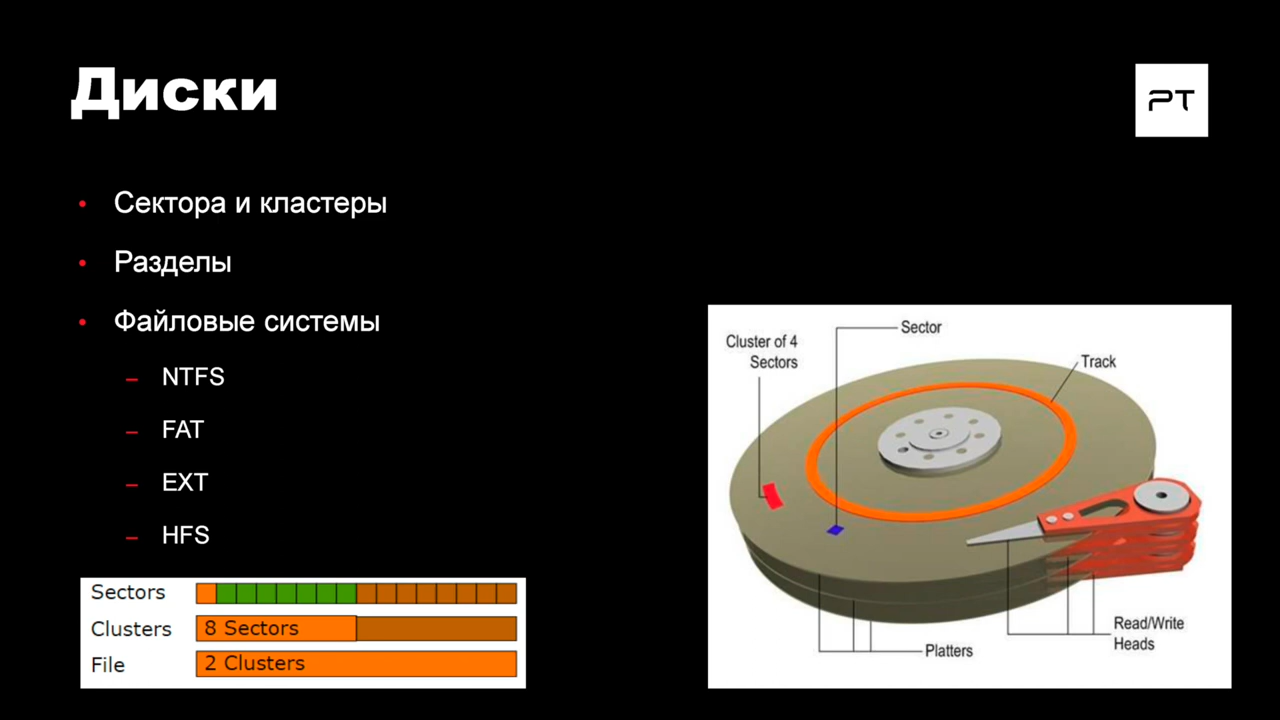 Диски
PT
Сектора и кластеры
Разделы
Файловые системы
NTFS
FAT
EXT
HFS
Sectors
Clusters
8 Sectors
File
2 Clusters
Cluster of 4
Sectors
Sector
Track
Platters
Read/Write
Heads